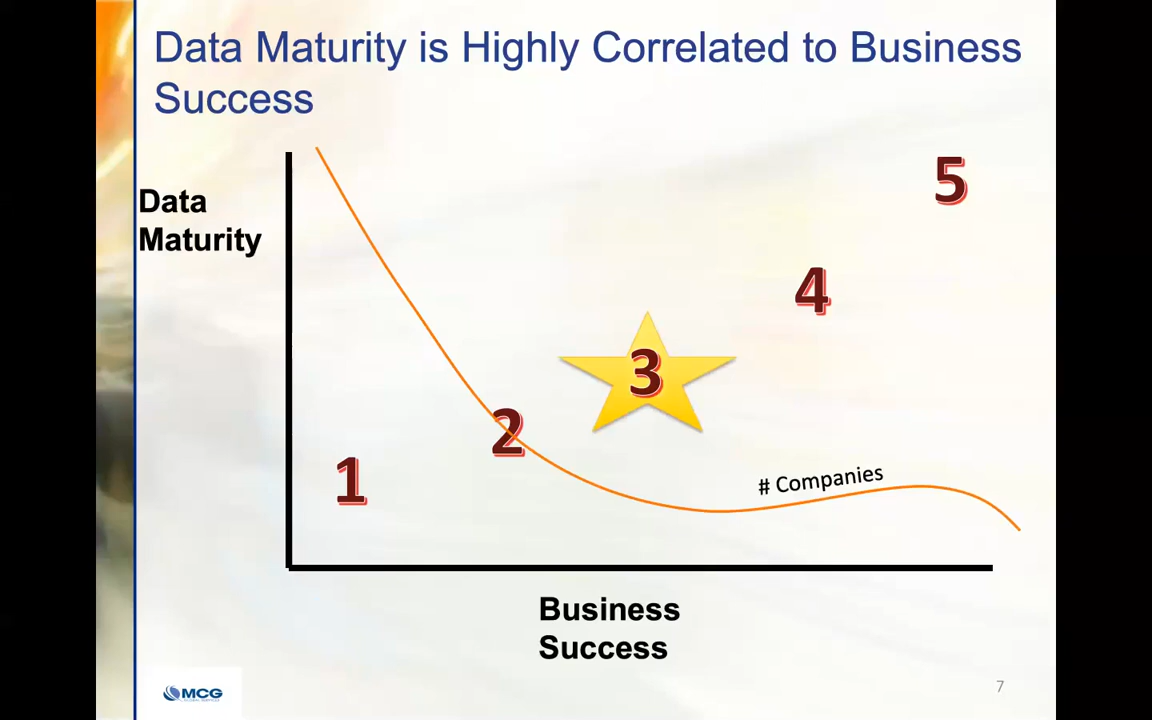 Data Maturity is Highly Correlated to Business
Success
Data
Maturity
5
4
3
2
1
# Companies
Business
Success
MCG
7